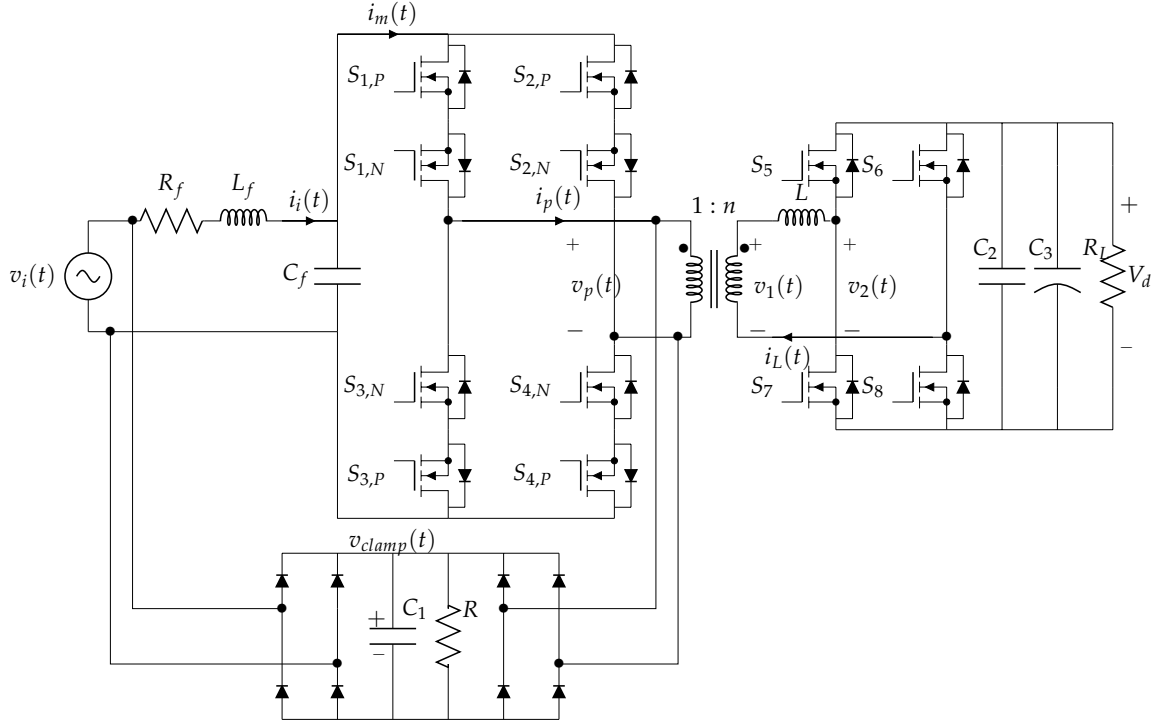 i_m(t)
S_{1,P}
S_{2,P}
S_{1,N}
S_{2,N}
S_5
S_6
R_f
L_f
i_i(t)
i_p(t)
1 : n
L
+
v_i(t)
C_f
+
v_p(t)
−
+
v_1(t)
−
+
v_2(t)
−
C_2
C_3
R_L
V_d
−
i_L(t)
S_{3,N}
S_{4,N}
S_7
S_8
S_{3,P}
S_{4,P}
v_{clamp}(t)
+
C_1
−
R